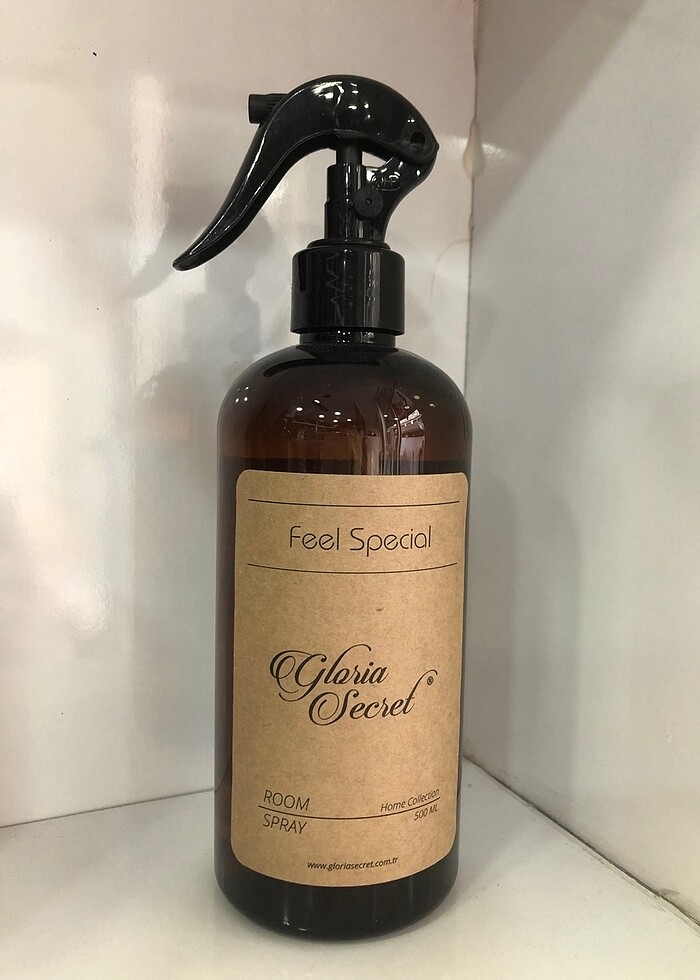 Feel Special
Gloria
Secret ®
ROOM
SPRAY
Home Collection
500 ML
www.gloriasecret.com.tr